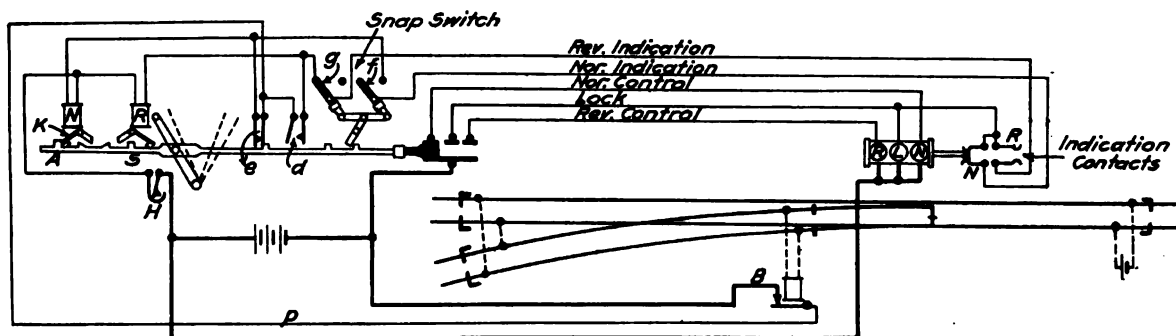 Snap Switch
g
f
Rev. Indication
Nor. Indication
Nor. Control
Lock
Rev. Control
N
R
K
A
S
e
d
H
R
L
N
N
R
Indication
Contacts
B
P